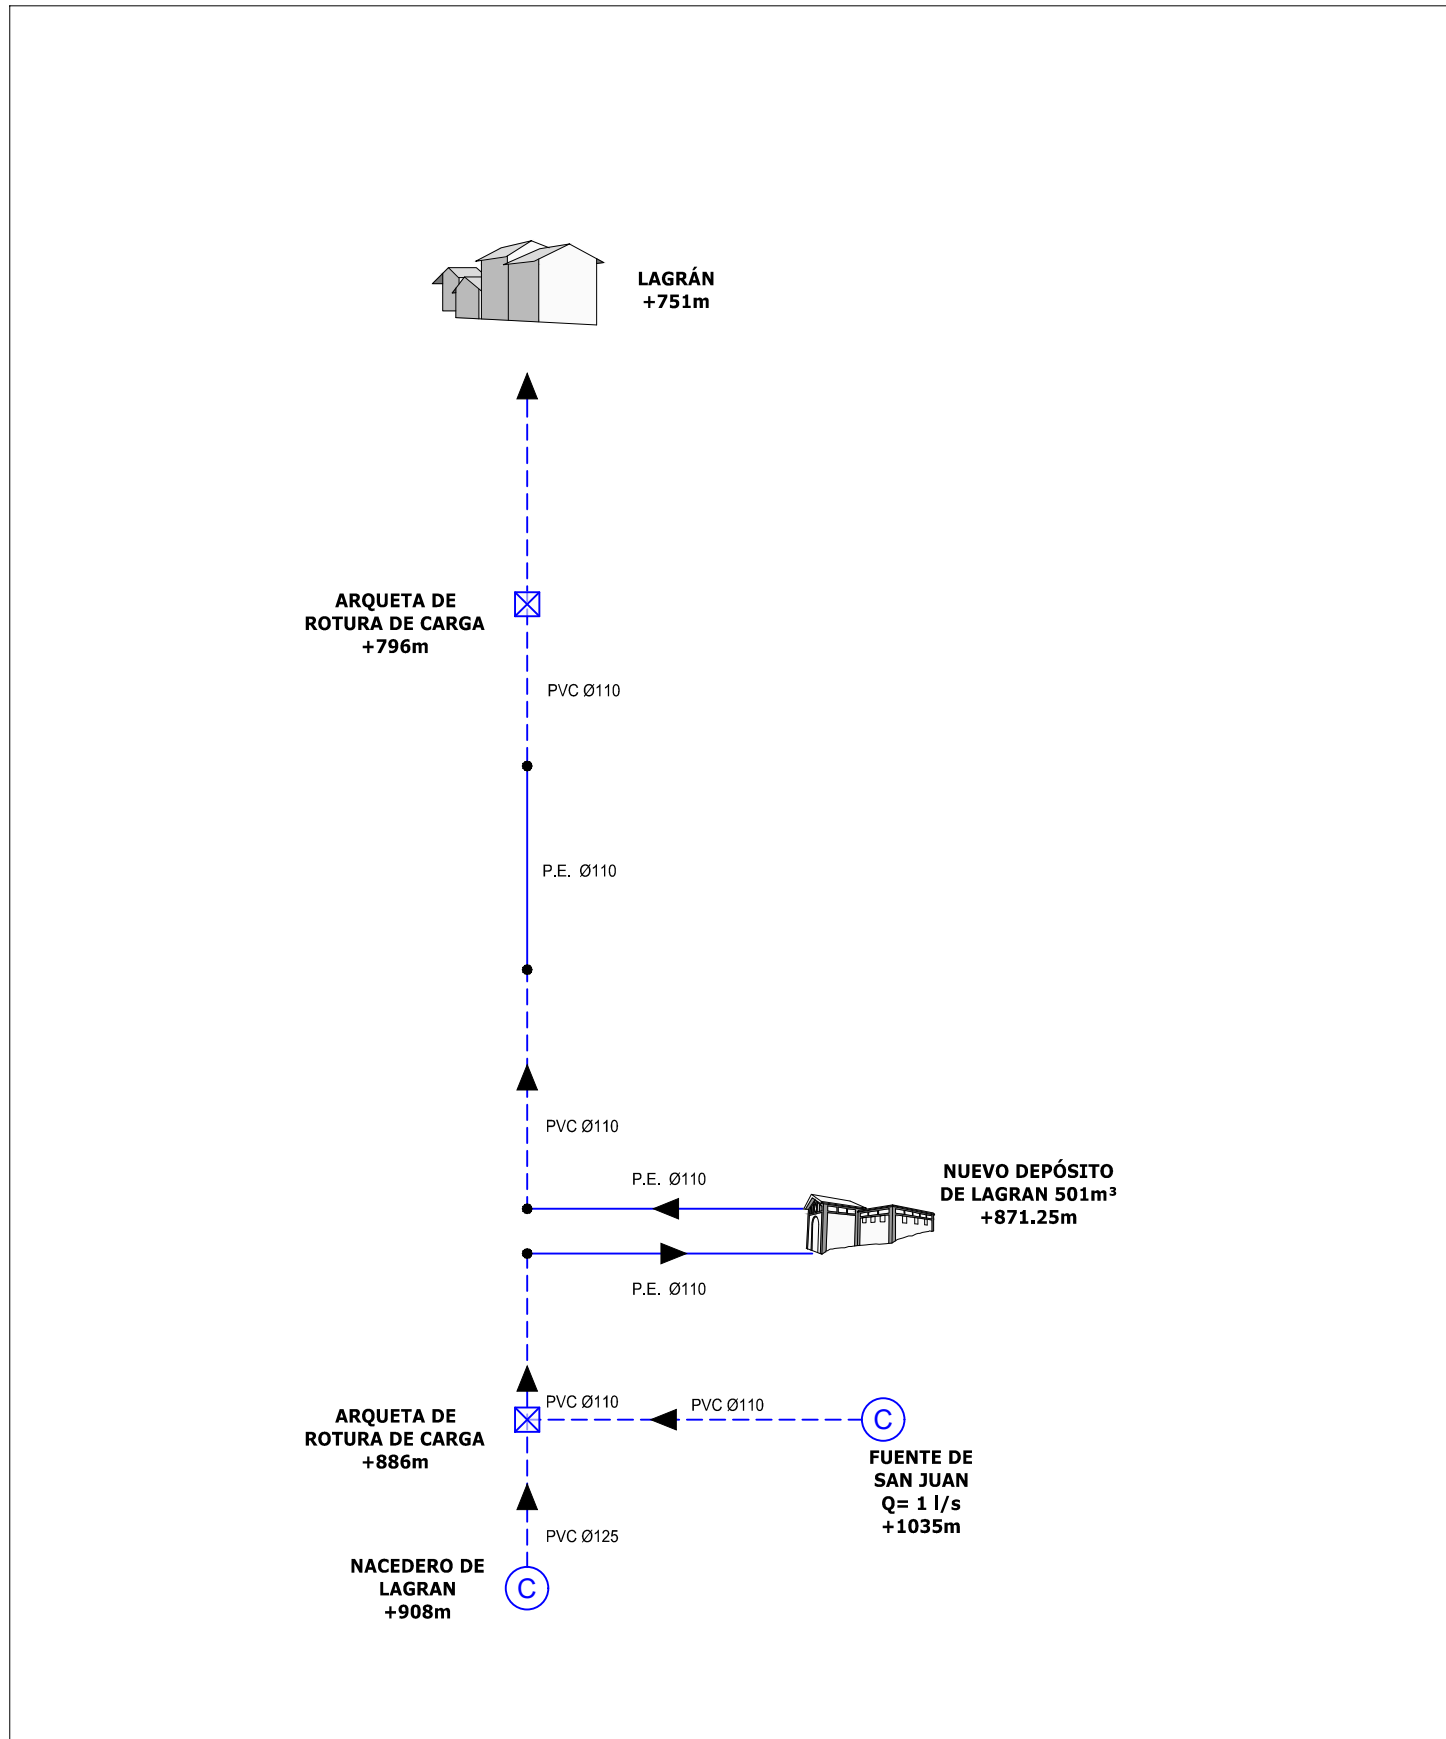 LAGRÁN
+751m
ARQUETA DE
ROTURA DE CARGA
+796m
PVC Ø110
P.E. Ø110
PVC Ø110
P.E. Ø110
NUEVO DEPÓSITO
DE LAGRAN 501m³
+871.25m
P.E. Ø110
PVC Ø110
PVC Ø110
ARQUETA DE
ROTURA DE CARGA
+886m
C
FUENTE DE
SAN JUAN
Q= 1 l/s
+1035m
PVC Ø125
NACEDERO DE
LAGRAN
+908m
C